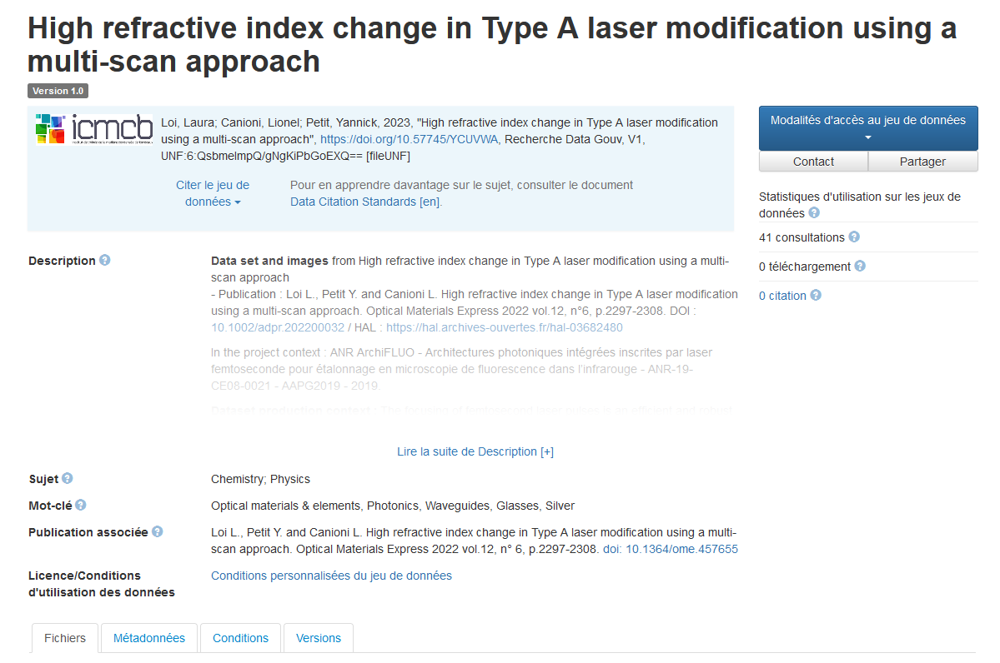 High refractive index change in Type A laser modification using a
multi-scan approach
Version 1.0
icmcb
Loi, Laura; Canioni, Lionel; Petit, Yannick, 2023, "High refractive index change in Type A laser modification
using a multi-scan approach", https://doi.org/10.57745/YCUVWA, Recherche Data Gouv, V1,
UNF:6:QsbmelmpQ/gNgKiPbGoEXQ== [fileUNF]
Citer le jeu de
données
Pour en apprendre davantage sur le sujet, consulter le document
Data Citation Standards [en].
Modalités d'accès au jeu de données
Contact
Partager
Statistiques d'utilisation sur les jeux de
données ?
41 consultations ?
0 téléchargement ?
0 citation ?
Description ?
Data set and images from High refractive index change in Type A laser modification using a multi-
scan approach
- Publication : Loi L., Petit Y. and Canioni L. High refractive index change in Type A laser modification
using a multi-scan approach. Optical Materials Express 2022 vol.12, n°6, p.2297-2308. DOI :
10.1002/adpr.202200032 / HAL : https://hal.archives-ouvertes.fr/hal-03682480
In the project context : ANR ArchiFLUO - Architectures photoniques intégrées inscrites par laser
femtoseconde pour étalonnage en microscopie de fluorescence dans l'infrarouge - ANR-19-
CE08-0021 - AAPG2019 - 2019.
Dataset production context : The focusing of femtosecond laser pulses is an efficient and robust
Lire la suite de Description [+]
Sujet ?
Chemistry; Physics
Mot-clé ?
Optical materials & elements, Photonics, Waveguides, Glasses, Silver
Publication associée ?
Loi L., Petit Y. and Canioni L. High refractive index change in Type A laser modification using a multi-
scan approach. Optical Materials Express 2022 vol.12, n° 6, p.2297-2308. doi: 10.1364/ome.457655
Licence/Conditions
d'utilisation des données
Conditions personnalisées du jeu de données
Fichiers
Métadonnées
Conditions
Versions